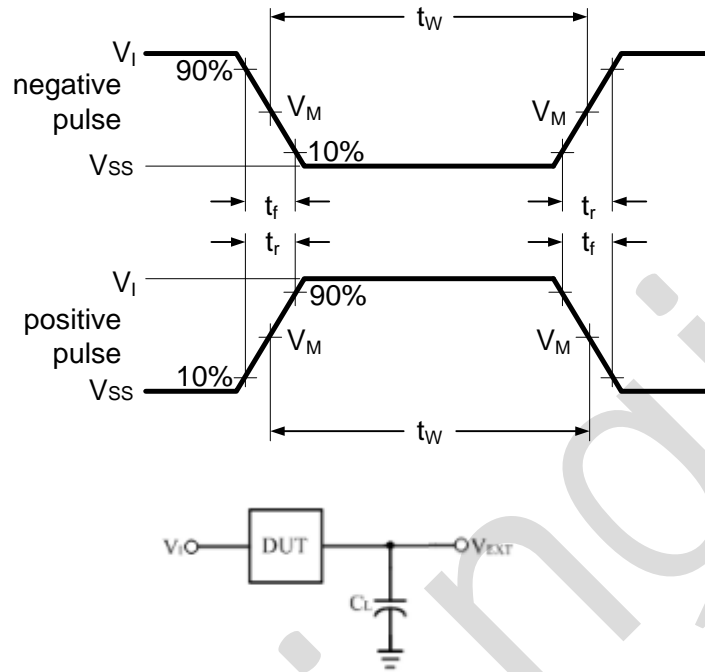 tW
VI
90%
negative
pulse
VM
VM
10%
VSS
tf
tr
tr
tf
VI
90%
positive
pulse
VM
VM
10%
VSS
tW
VI
DUT
VEXT
CL